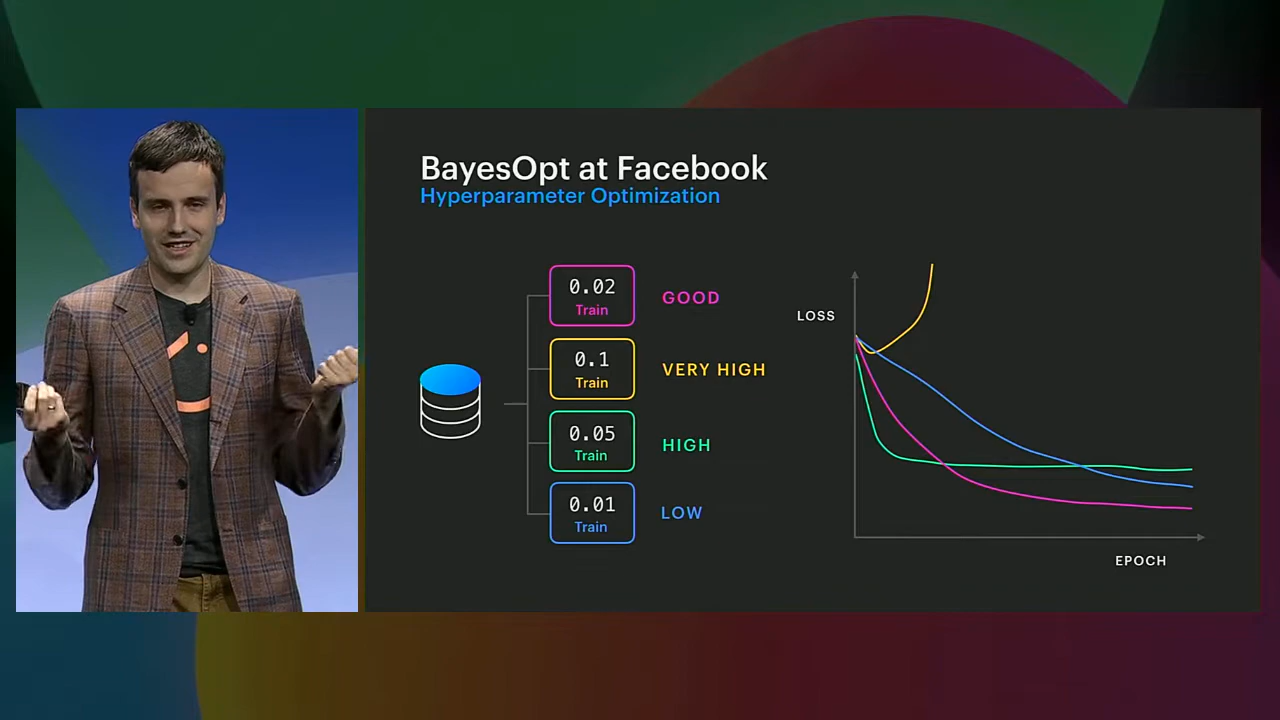 BayesOpt at Facebook
Hyperparameter Optimization
0.02
Train
GOOD
0.1
Train
VERY HIGH
0.05
Train
HIGH
0.01
Train
LOW
LOSS
EPOCH